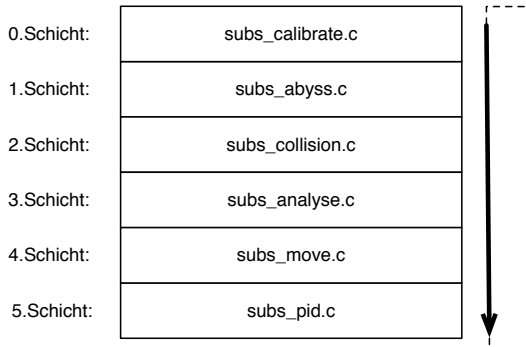 0.Schicht: subs_calibrate.c
1.Schicht: subs_abyss.c
2.Schicht: subs_collision.c
3.Schicht: subs_analyse.c
4.Schicht: subs_move.c
5.Schicht: subs_pid.c